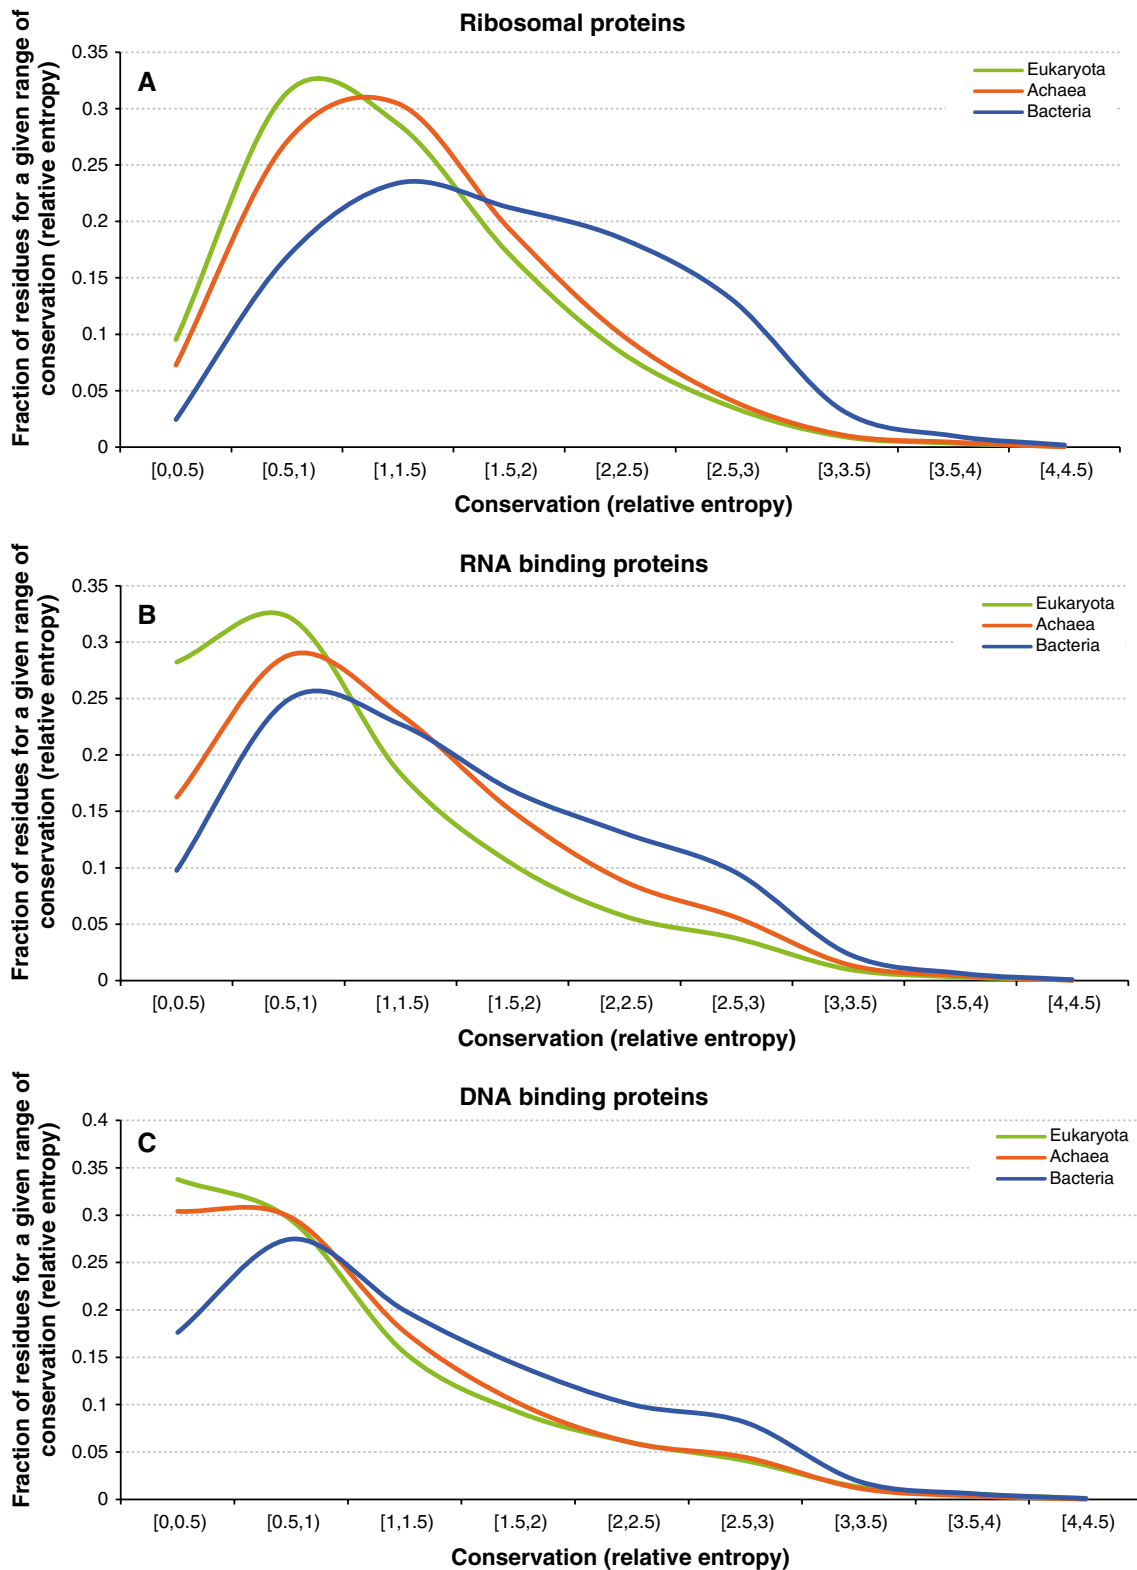 Ribosomal proteins
A
Fraction of residues for a given range of
conservation (relative entropy)
0.35
0.3
0.25
0.2
0.15
0.1
0.05
0
Eukaryota
Achaea
Bacteria
[0,0.5) [0.5,1) [1,1.5) [1.5,2) [2,2.5) [2.5,3) [3,3.5) [3.5,4) [4,4.5)
Conservation (relative entropy)
RNA binding proteins
B
Fraction of residues for a given range of
conservation (relative entropy)
0.35
0.3
0.25
0.2
0.15
0.1
0.05
0
Eukaryota
Achaea
Bacteria
[0,0.5) [0.5,1) [1,1.5) [1.5,2) [2,2.5) [2.5,3) [3,3.5) [3.5,4) [4,4.5)
Conservation (relative entropy)
DNA binding proteins
C
Fraction of residues for a given range of
conservation (relative entropy)
0.4
0.35
0.3
0.25
0.2
0.15
0.1
0.05
0
Eukaryota
Achaea
Bacteria
[0,0.5) [0.5,1) [1,1.5) [1.5,2) [2,2.5) [2.5,3) [3,3.5) [3.5,4) [4,4.5)
Conservation (relative entropy)